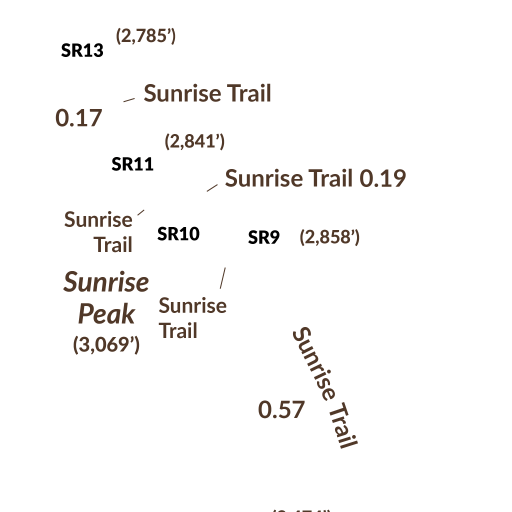 (2,785’)
SR13
Sunrise Trail
0.17
(2,841’)
SR11
Sunrise Trail 0.19
Sunrise
Trail
SR10
SR9 (2,858’)
Sunrise
Peak
(3,069’)
Sunrise
Trail
Sunrise Trail
0.57